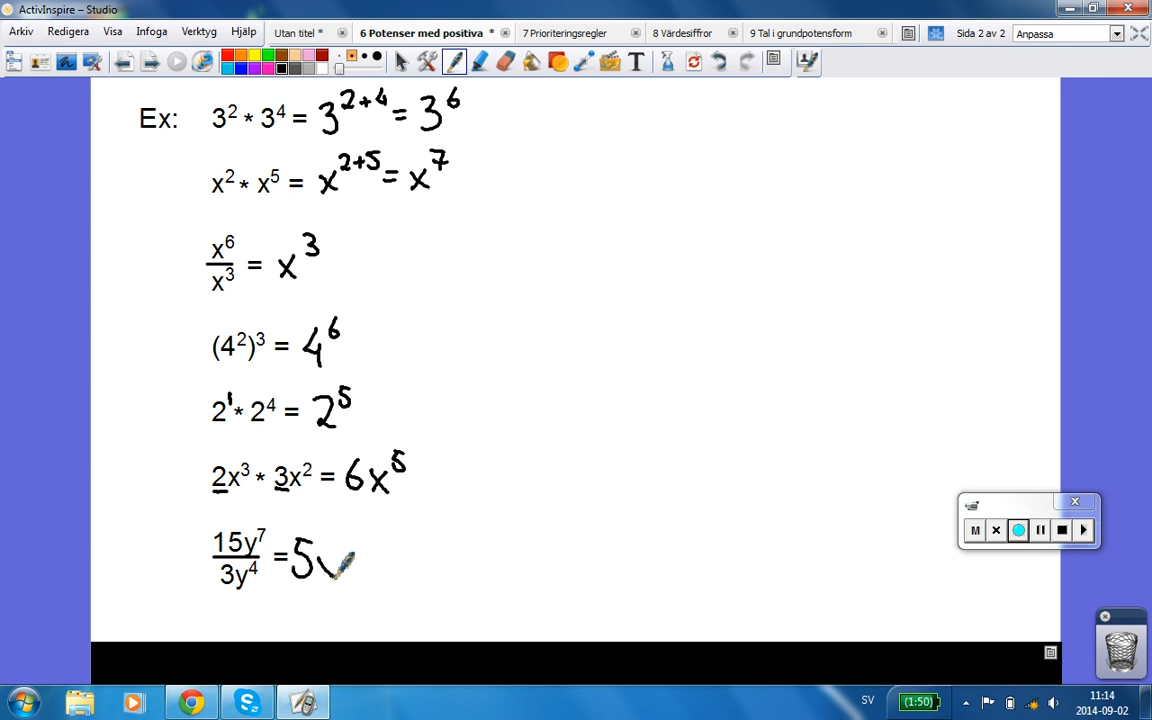 ActivInspire – Studio
Arkiv Redigera Visa Infoga Verktyg Hjälp Utan titel * 6 Potenser med positiva * 7 Prioriteringsregler 8 Värdesiffror 9 Tal i grundpotensform Sida 2 av 2 Anpassa
Ex: 3² * 3⁴ = 3²⁺⁴ = 3⁶
x² * x⁵ = x²⁺⁵ = x⁷
x⁶/x³ = x³
(4²)³ = 4⁶
2¹ * 2⁴ = 2⁵
2x³ * 3x² = 6x⁵
15y⁷/3y⁴ = 5
M
SV (1:50) 11:14
2014-09-02